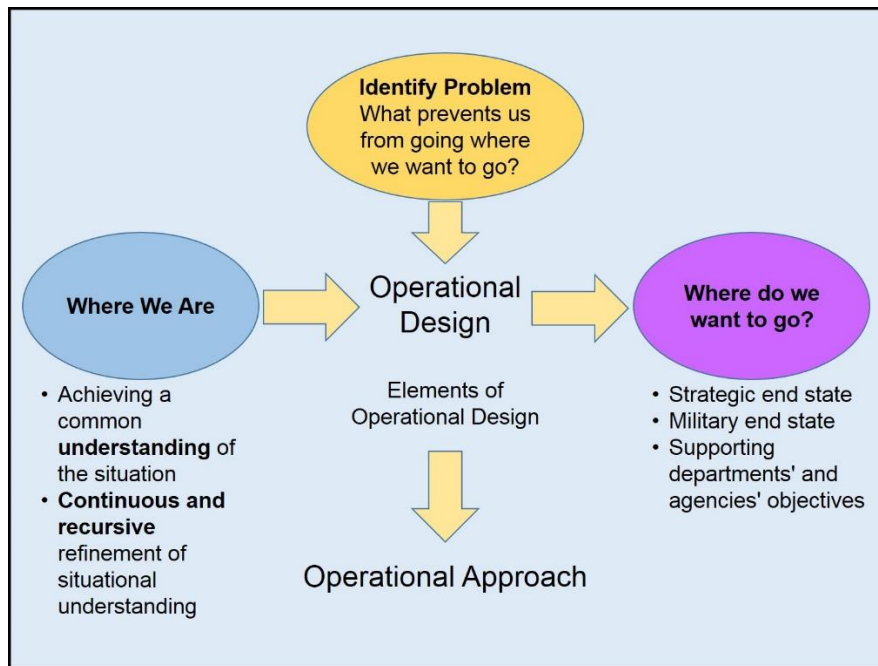 Identify Problem
What prevents us
from going where
we want to go?
Where We Are
Operational
Design
Where do we
want to go?
• Achieving a
common
understanding of
the situation
• Continuous and
recursive
refinement of
situational
understanding
Elements of
Operational Design
• Strategic end state
• Military end state
• Supporting
departments' and
agencies' objectives
Operational Approach